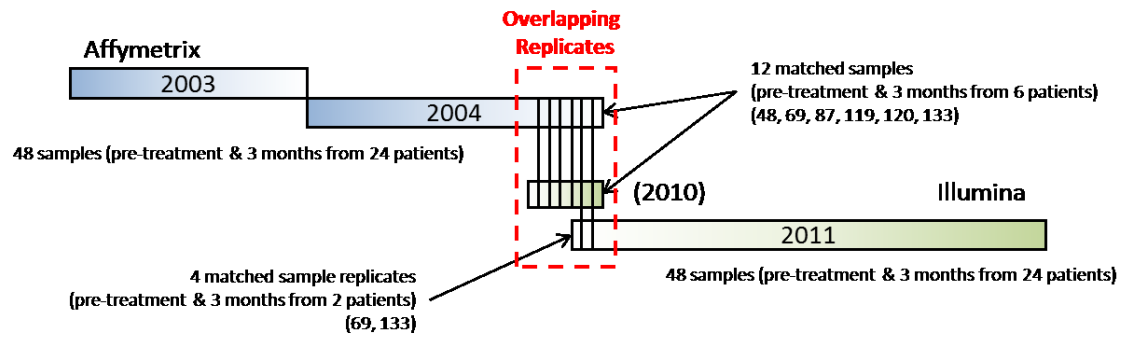 Overlapping
Replicates
Affymetrix
2003
12 matched samples
(pre-treatment & 3 months from 6 patients)
(48, 69, 87, 119, 120, 133)
2004
48 samples (pre-treatment & 3 months from 24 patients)
(2010)
Illumina
2011
4 matched sample replicates
(pre-treatment & 3 months from 2 patients)
(69, 133)
48 samples (pre-treatment & 3 months from 24 patients)